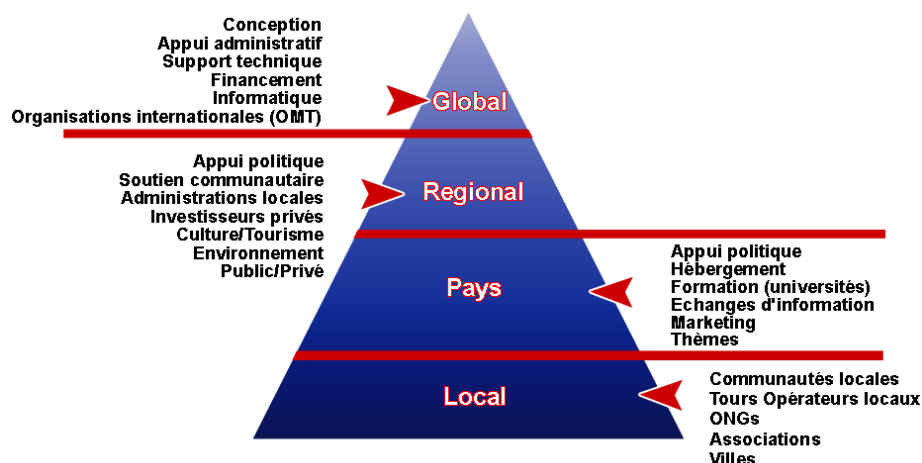 Conception
Appui administratif
Support technique
Financement
Informatique
Organisations internationales (OMT)
Global
Appui politique
Soutien communautaire
Administrations locales
Investisseurs privés
Culture/Tourisme
Environnement
Public/Privé
Regional
Appui politique
Hébergement
Formation (universités)
Echanges d'information
Marketing
Thèmes
Pays
Communautés locales
Tours Opérateurs locaux
ONGs
Associations
Villes
Local